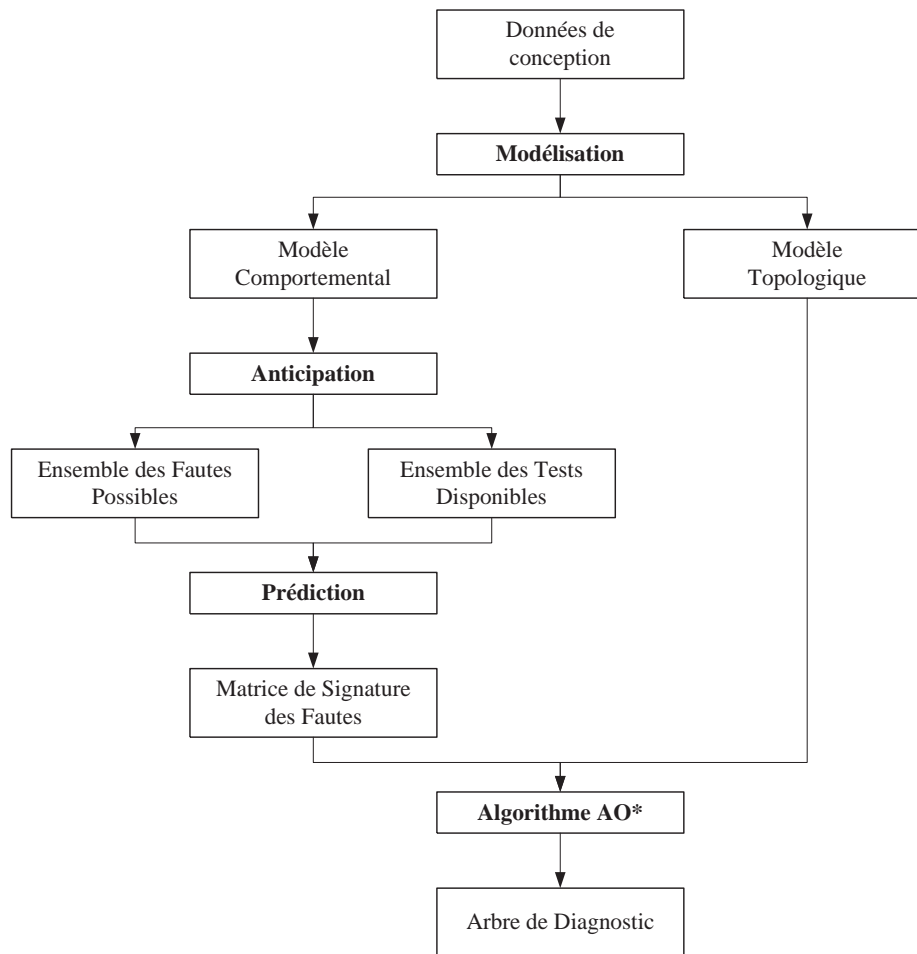 Données de
conception
Modélisation
Modèle
Comportemental
Modèle
Topologique
Anticipation
Ensemble des Fautes
Possibles
Ensemble des Tests
Disponibles
Prédiction
Matrice de Signature
des Fautes
Algorithme AO*
Arbre de Diagnostic